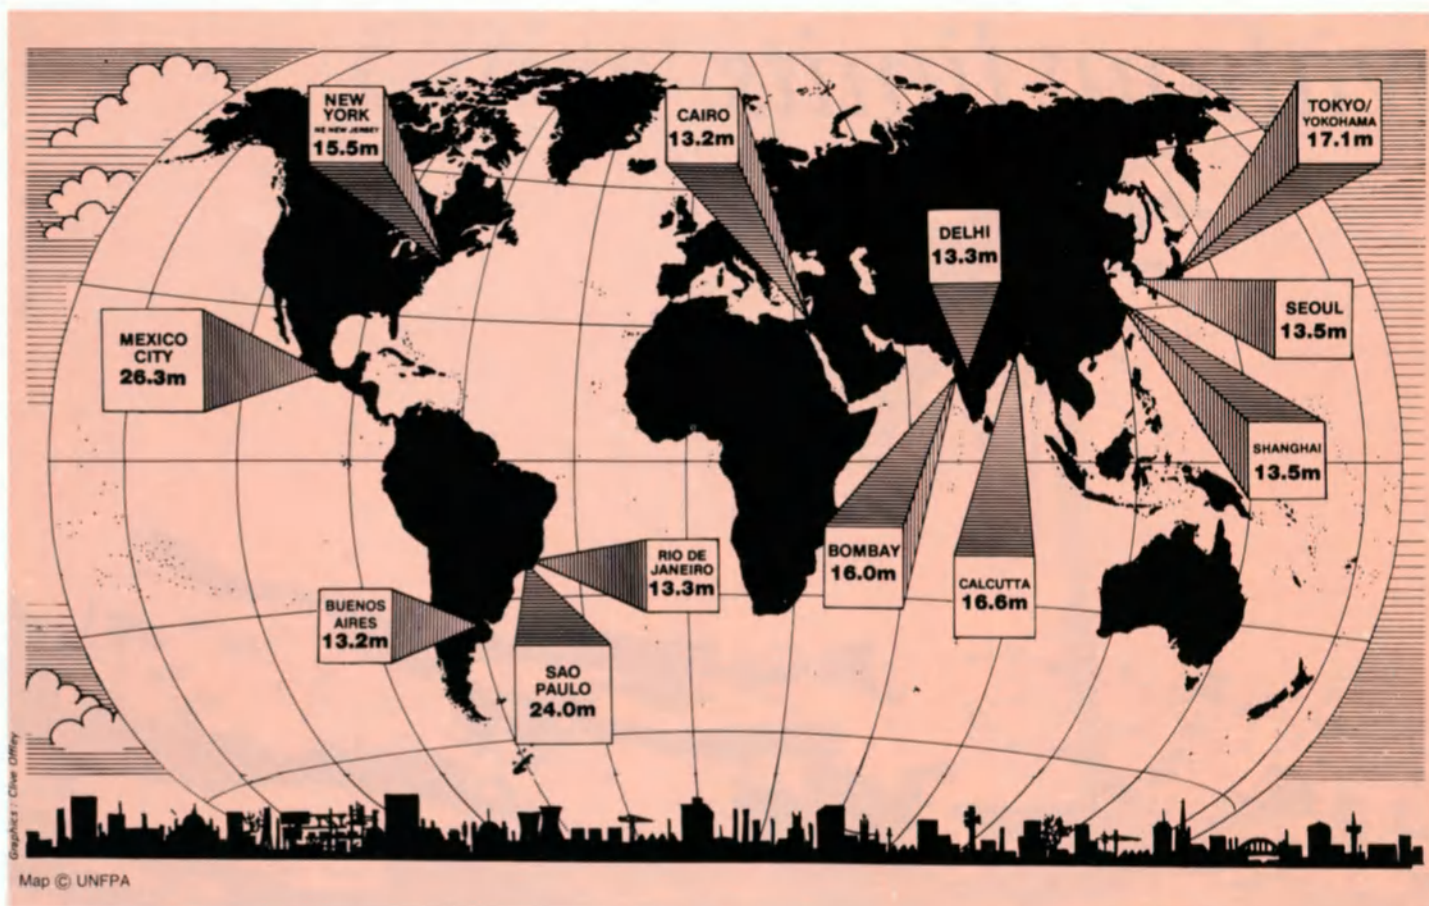 NEW
YORK
NE NEW JERSEY
15.5m
CAIRO
13.2m
TOKYO/
YOKOHAMA
17.1m
DELHI
13.3m
SEOUL
13.5m
MEXICO
CITY
26.3m
SHANGHAI
13.5m
BOMBAY
16.0m
CALCUTTA
16.6m
RIO DE
JANEIRO
13.3m
BUENOS
AIRES
13.2m
SAO
PAULO
24.0m
Graphics : Clive Offley
Map © UNFPA